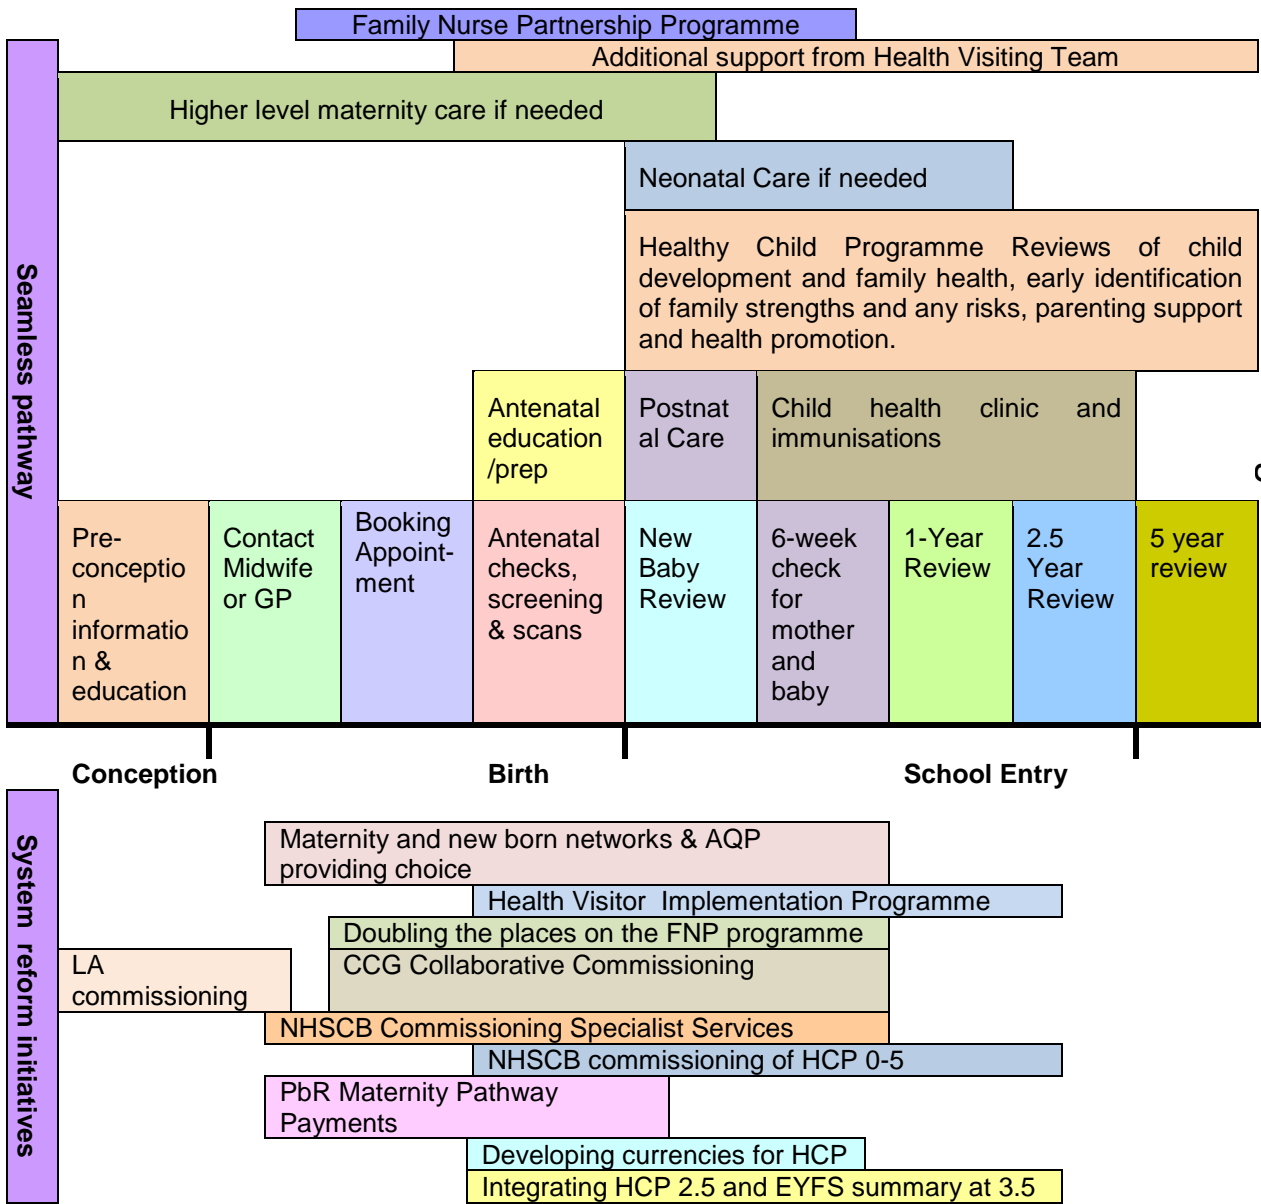 Family Nurse Partnership Programme
Additional support from Health Visiting Team
Higher level maternity care if needed
Neonatal Care if needed
Healthy Child Programme Reviews of child
development and family health, early identification
of family strengths and any risks, parenting support
and health promotion.
Seamless pathway
Antenatal
education
/prep
Postnat
al Care
Child health clinic and
immunisations
Pre-
conceptio
n
informatio
n &
education
Contact
Midwife
or GP
Booking
Appoint-
ment
Antenatal
checks,
screening
& scans
New
Baby
Review
6-week
check
for
mother
and
baby
1-Year
Review
2.5
Year
Review
5 year
review
Conception
Birth
School Entry
System reform initiatives
Maternity and new born networks & AQP
providing choice
Health Visitor Implementation Programme
Doubling the places on the FNP programme
LA
commissioning
CCG Collaborative Commissioning
NHSCB Commissioning Specialist Services
NHSCB commissioning of HCP 0-5
PbR Maternity Pathway
Payments
Developing currencies for HCP
Integrating HCP 2.5 and EYFS summary at 3.5